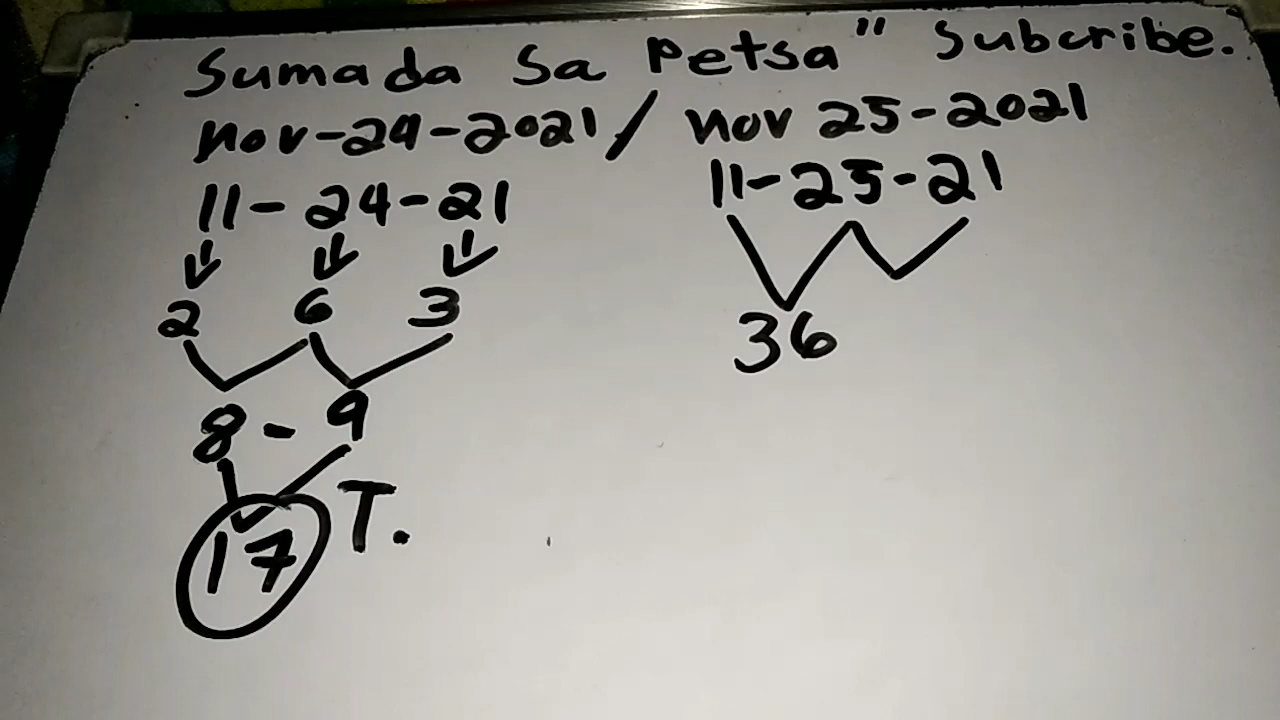 Sumada Sa Petsa" Subcribe.
nov-24-2021/ nov 25-2021
11-24-21 11-25-21
2 6 3
36
8-9
17 T.